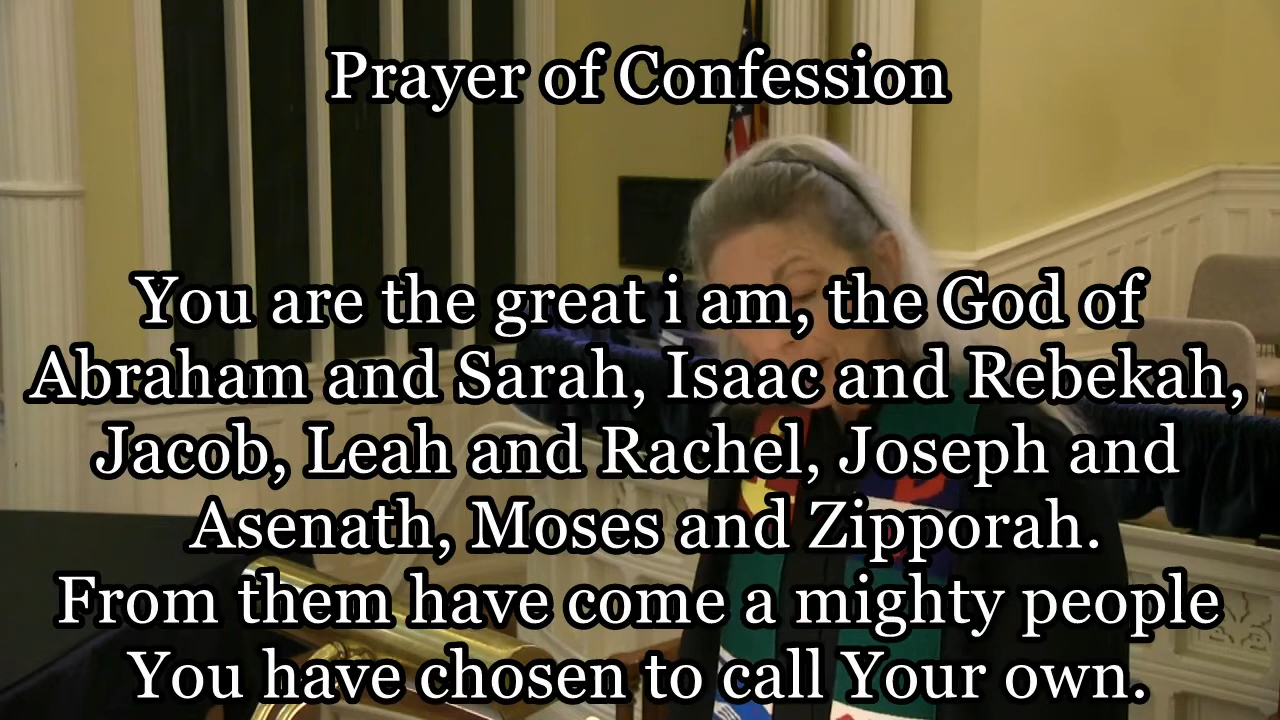 Prayer of Confession
You are the great i am, the God of
Abraham and Sarah, Isaac and Rebekah,
Jacob, Leah and Rachel, Joseph and
Asenath, Moses and Zipporah.
From them have come a mighty people
You have chosen to call Your own.